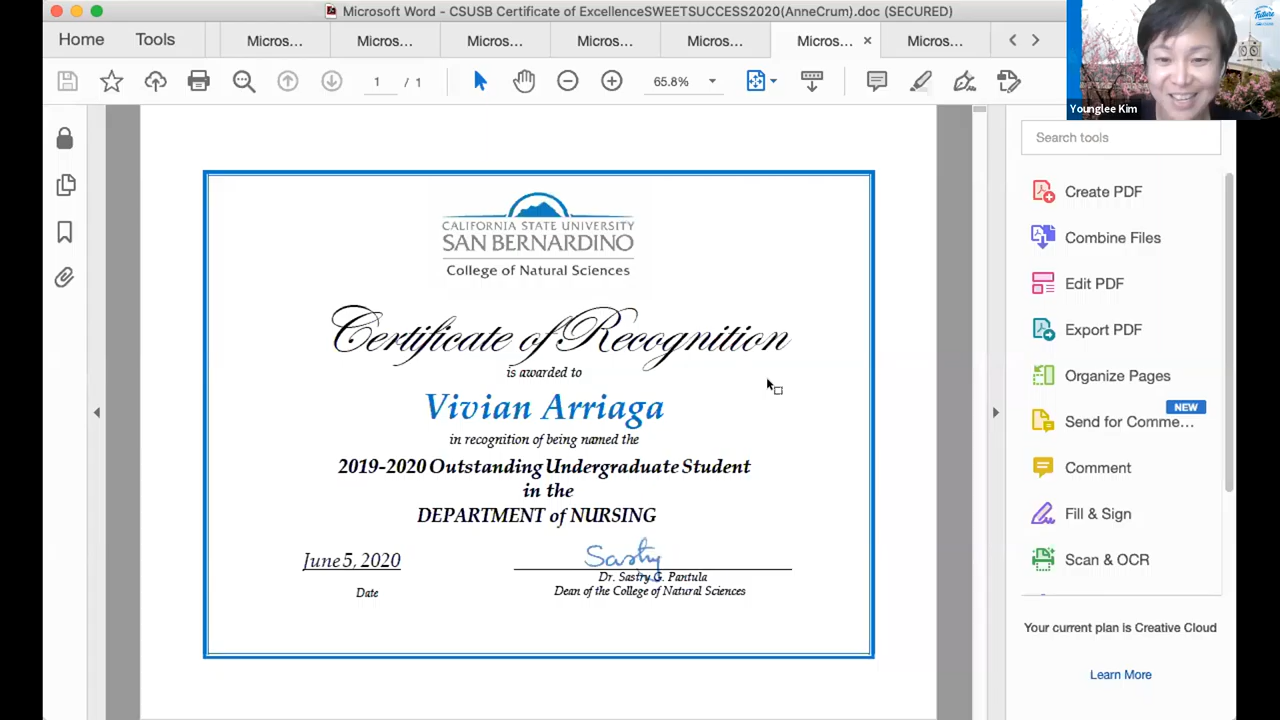 Microsoft Word - CSUSB Certificate of ExcellenceSWEETSUCCESS2020(AnneCrum).doc (SECURED)
Home Tools Micros... Micros... Micros... Micros... Micros... Micros... × Micros...
1 / 1 65.8%
Younglee Kim
Search tools
Create PDF
Combine Files
Edit PDF
Export PDF
Organize Pages
NEW
Send for Comme...
Comment
Fill & Sign
Scan & OCR
Your current plan is Creative Cloud
Learn More
CALIFORNIA STATE UNIVERSITY
SAN BERNARDINO
College of Natural Sciences
Certificate of Recognition
is awarded to
Vivian Arriaga
in recognition of being named the
2019-2020 Outstanding Undergraduate Student
in the
DEPARTMENT of NURSING
June 5, 2020
Sastry
Dr. Sastry G. Pantula
Date
Dean of the College of Natural Sciences